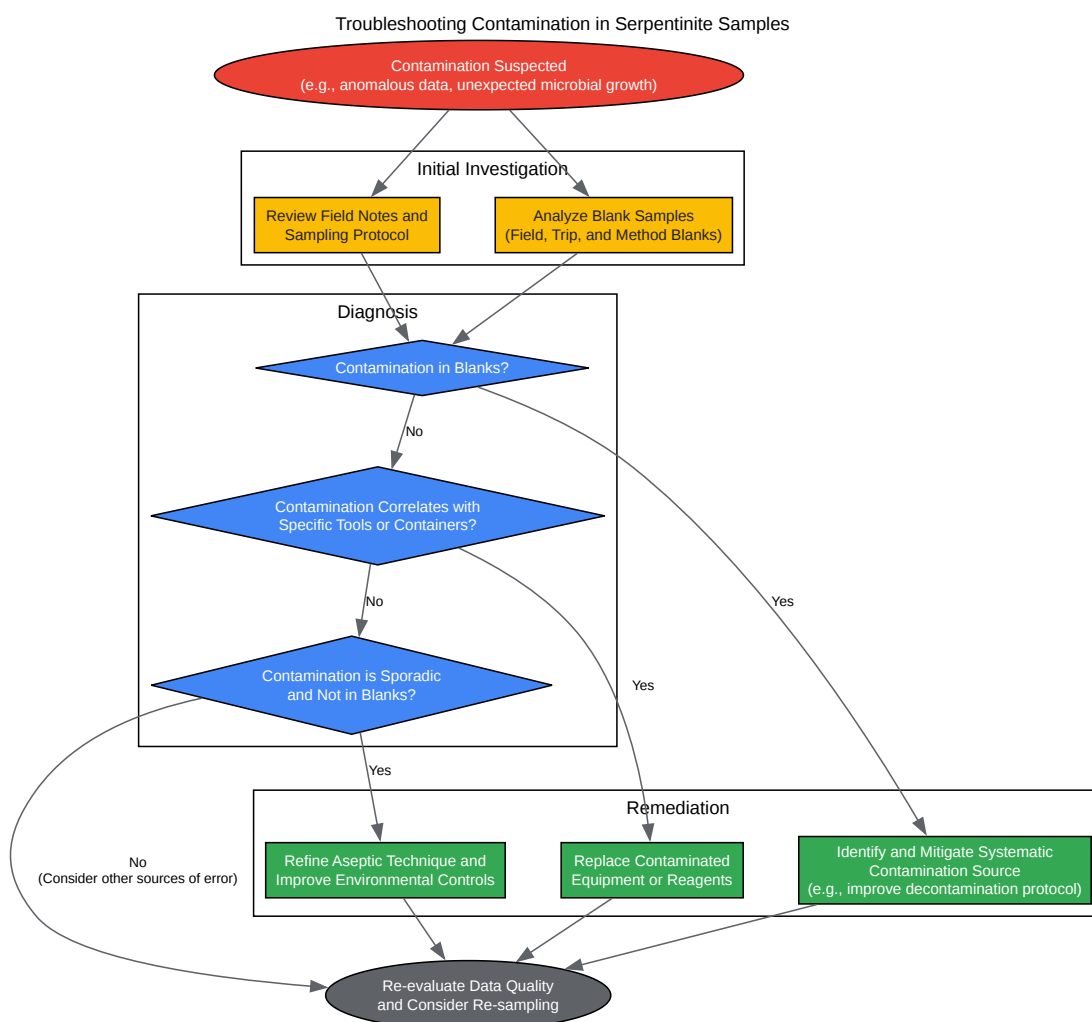 Troubleshooting Contamination in Serpentinite Samples
Contamination Suspected
(e.g., anomalous data, unexpected microbial growth)
Initial Investigation
Review Field Notes and
Sampling Protocol
Analyze Blank Samples
(Field, Trip, and Method Blanks)
Diagnosis
Contamination in Blanks?
No
Contamination Correlates with
Specific Tools or Containers?
Yes
No
Contamination is Sporadic
and Not in Blanks?
Yes
Yes
Remediation
Refine Aseptic Technique and
Improve Environmental Controls
Replace Contaminated
Equipment or Reagents
Identify and Mitigate Systematic
Contamination Source
(e.g., improve decontamination protocol)
No
(Consider other sources of error)
Re-evaluate Data Quality
and Consider Re-sampling